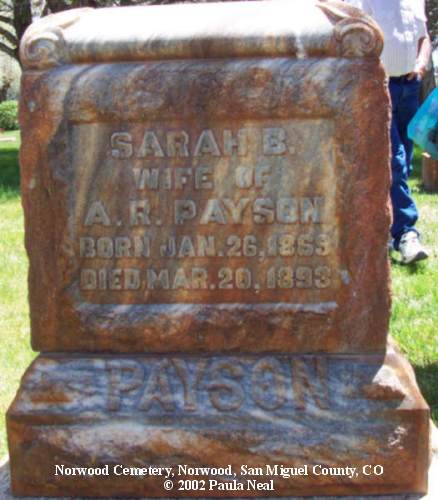 SARAH B.
WIFE OF
A. R. PAYSON
BORN JAN. 26, 1865
DIED MAR. 20, 1893
PAYSON
Norwood Cemetery, Norwood, San Miguel County, CO
© 2002 Paula Neal